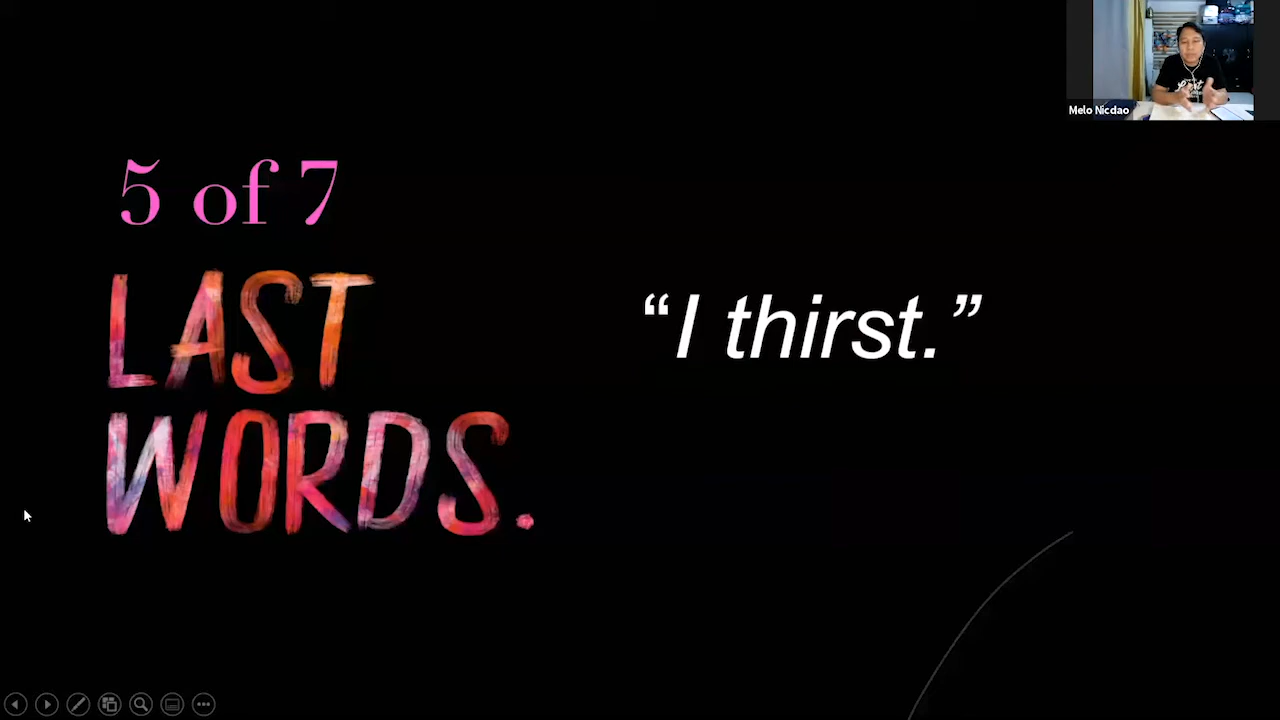 Melo Nicdao
5 of 7
LAST
WORDS.
“I thirst.”